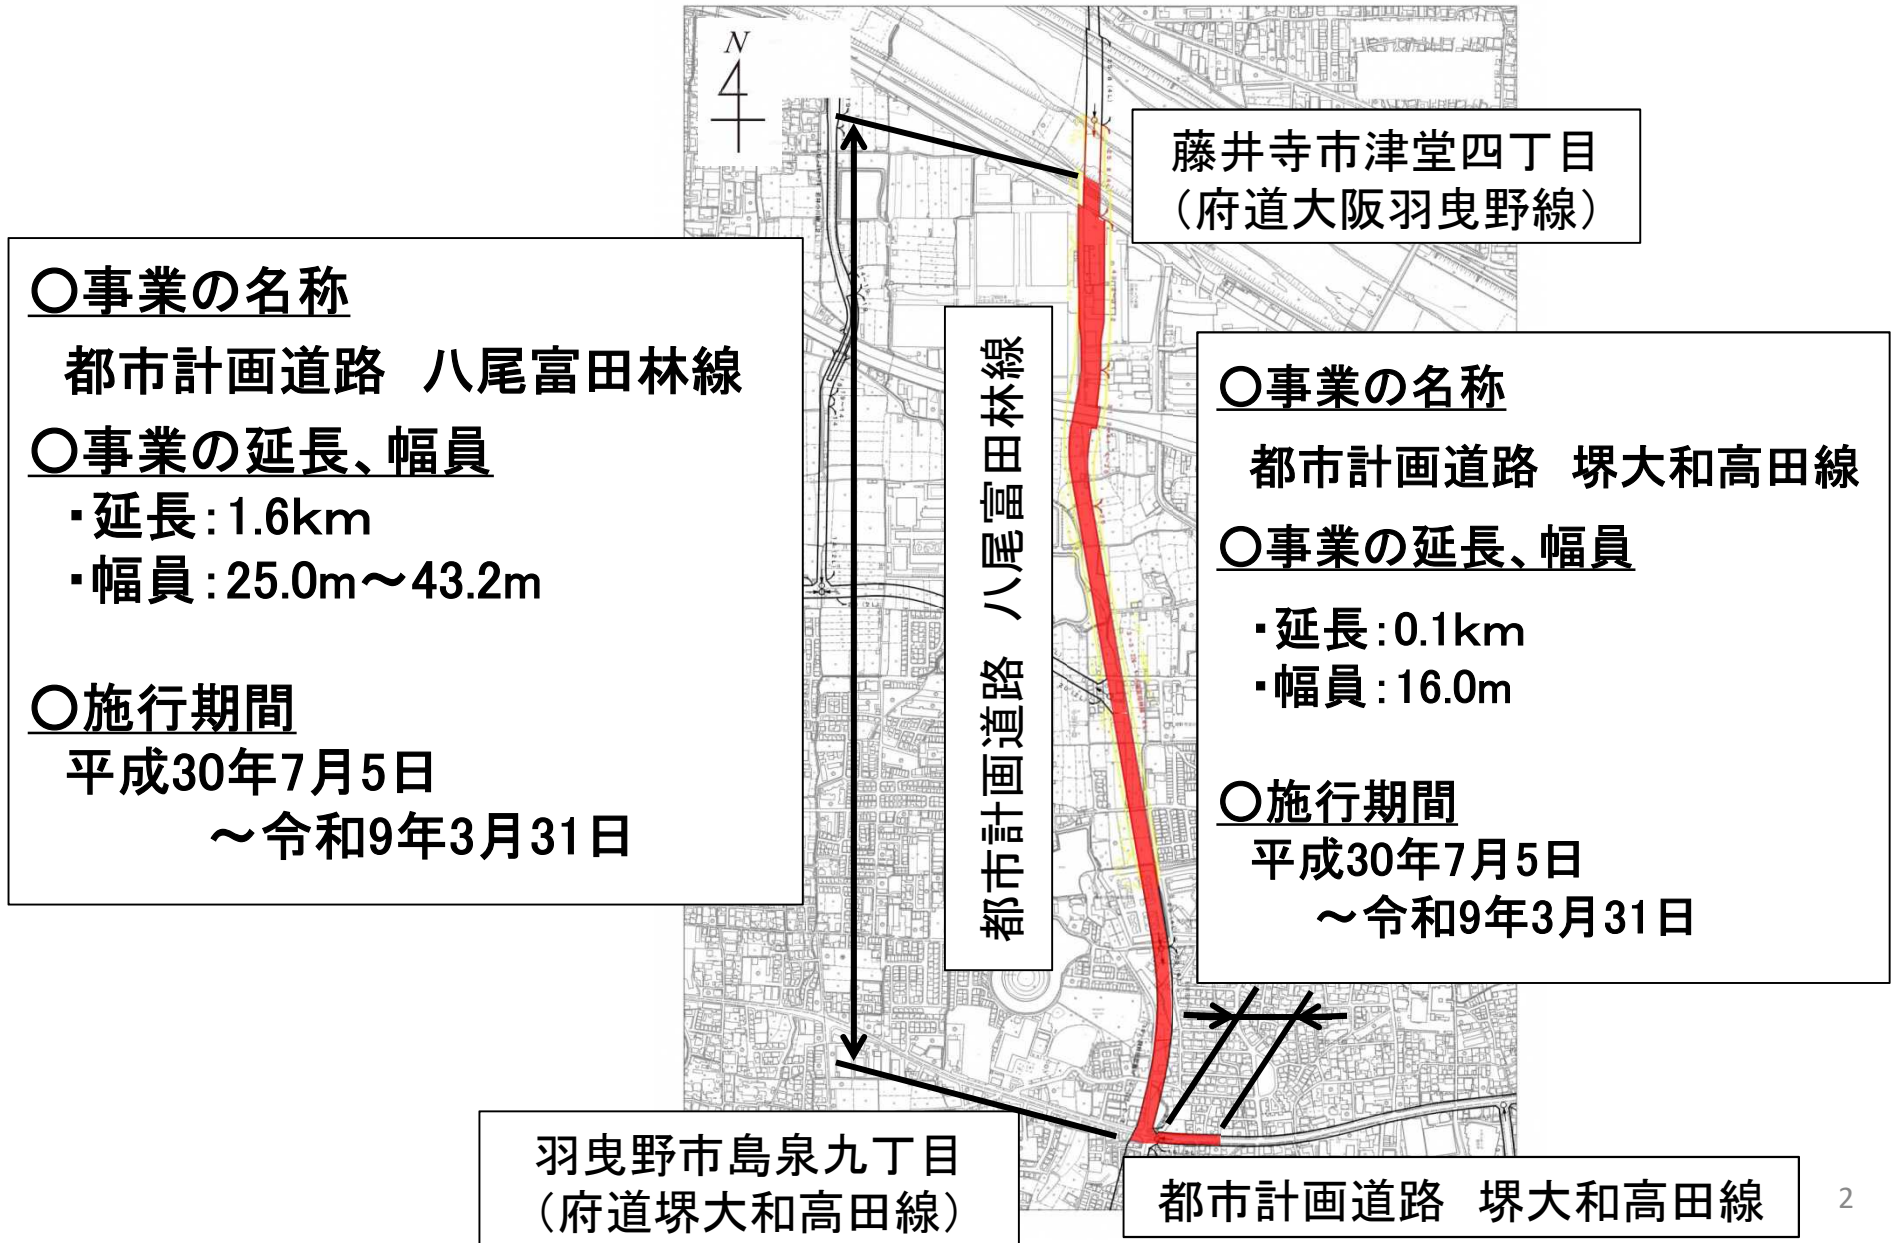 N
藤井寺市津堂四丁目
（府道大阪羽曳野線）
○事業の名称
都市計画道路　八尾富田林線
○事業の延長、幅員
・延長：1.6ｋｍ
・幅員：25.0m～43.2m
○施行期間
平成30年7月5日
～令和9年3月31日
都市計画道路　八尾富田林線
○事業の名称
都市計画道路　堺大和高田線
○事業の延長、幅員
・延長：0.1ｋｍ
・幅員：16.0m
○施行期間
平成30年7月5日
～令和9年3月31日
羽曳野市島泉九丁目
（府道堺大和高田線）
都市計画道路　堺大和高田線
2